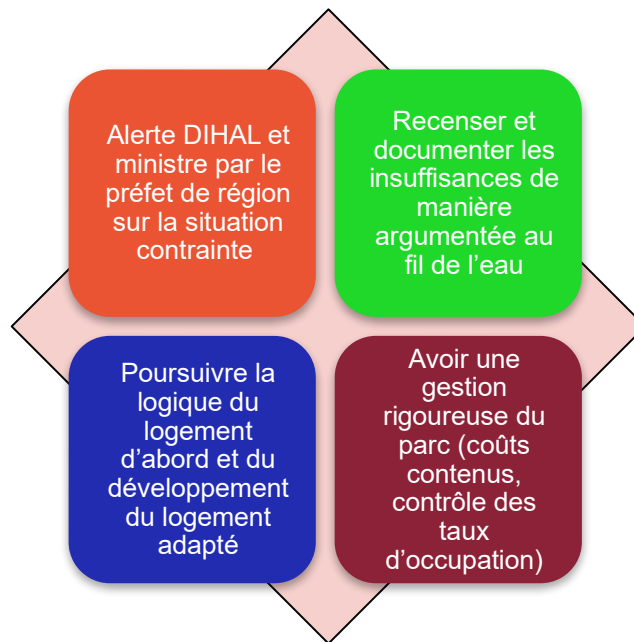 Alerte DIHAL et
ministre par le
préfet de région
sur la situation
contrainte
Recenser et
documenter les
insuffisances de
manière
argumentée au
fil de l’eau
Poursuivre la
logique du
logement
d’abord et du
développement
du logement
adapté
Avoir une
gestion
rigoureuse du
parc (coûts
contenus,
contrôle des
taux
d’occupation)